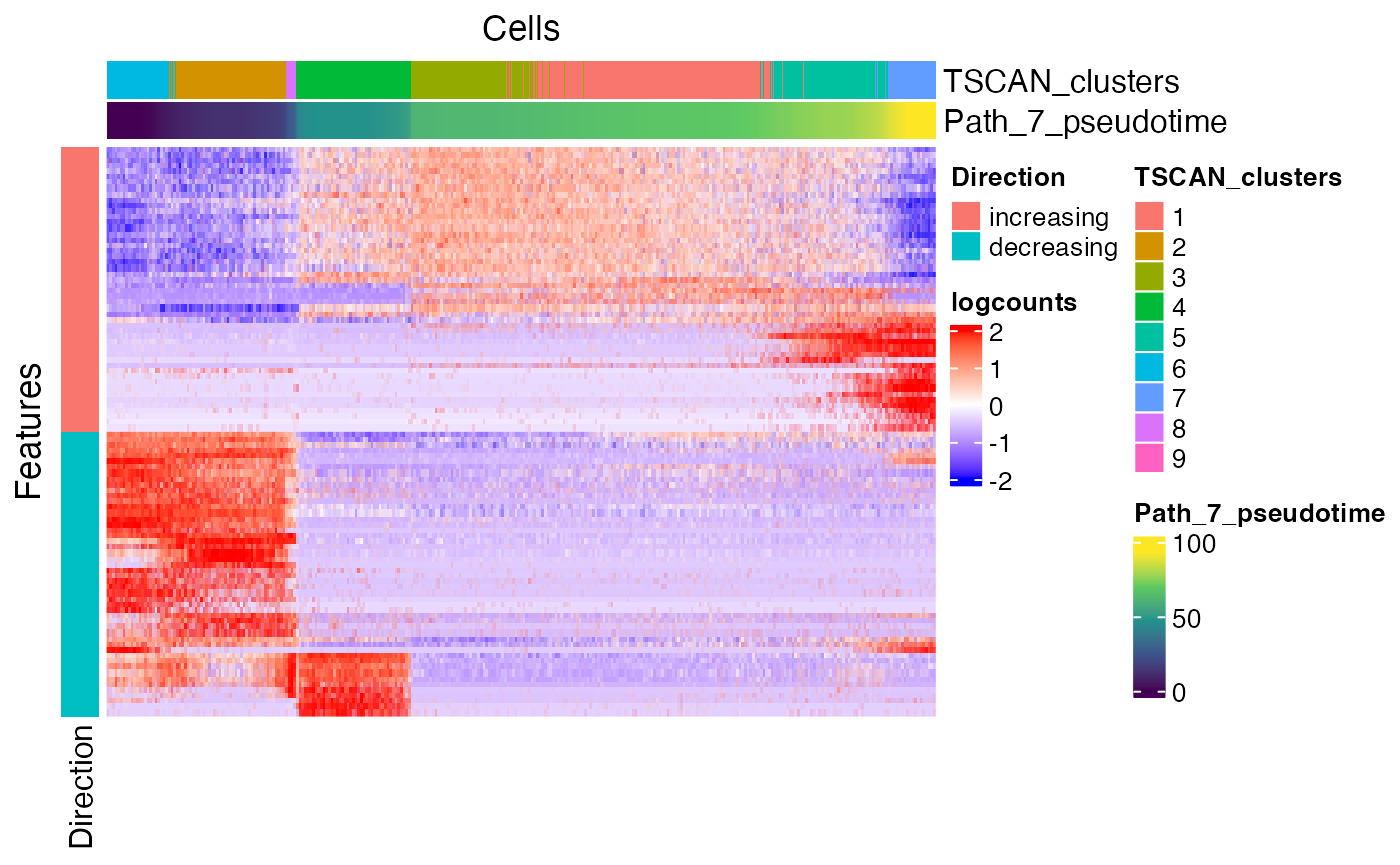 Cells
TSCAN_clusters
Path_7_pseudotime
Features
Direction
Direction
increasing
decreasing
logcounts
2
1
0
-1
-2
TSCAN_clusters
1
2
3
4
5
6
7
8
9
Path_7_pseudotime
100
50
0